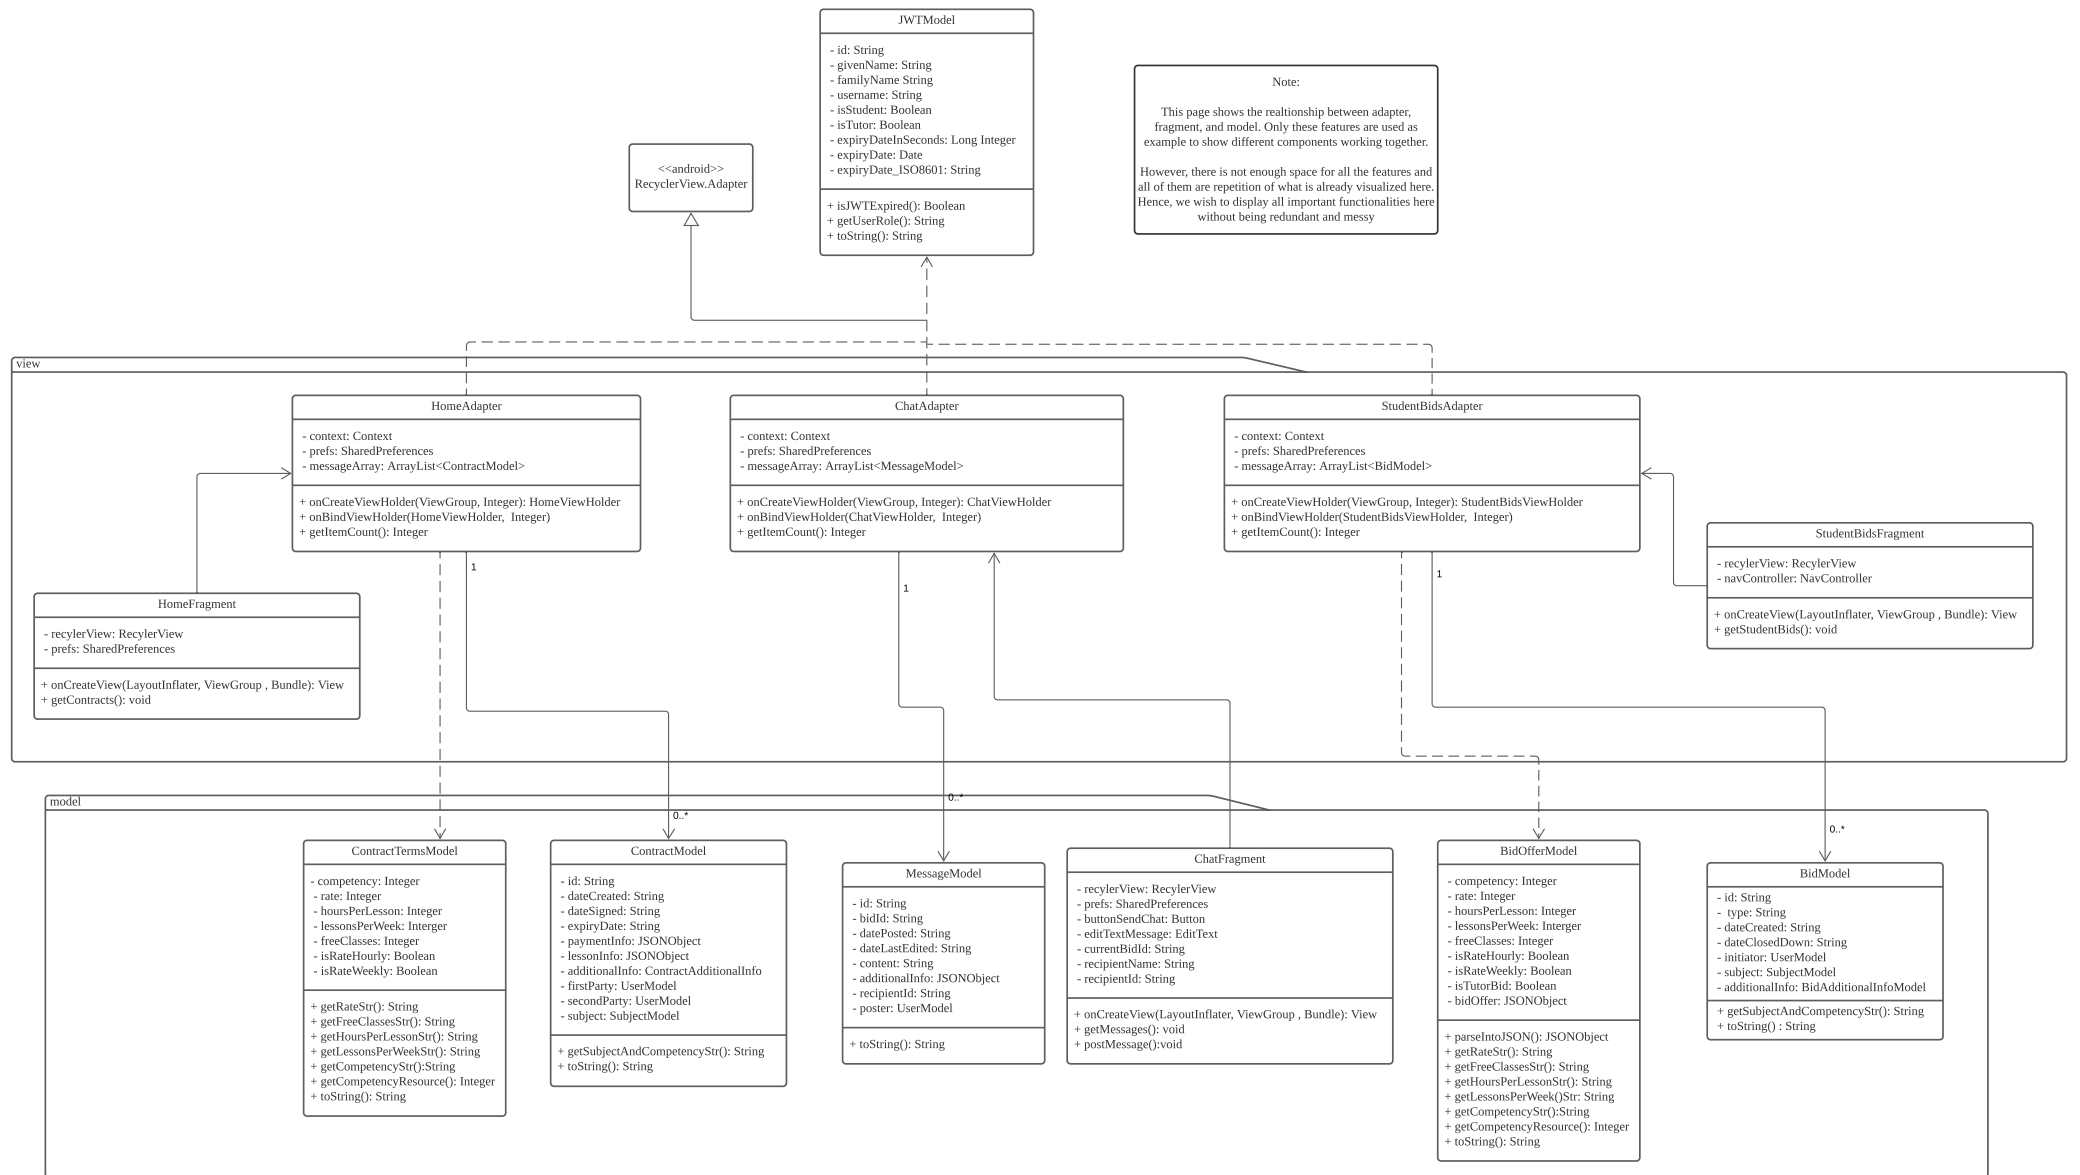 JWTModel
- id: String
- givenName: String
- familyName String
- username: String
- isStudent: Boolean
- isTutor: Boolean
- expiryDateInSeconds: Long Integer
- expiryDate: Date
- expiryDate_ISO8601: String
+ isJWTExpired(): Boolean
+ getUserRole(): String
+ toString(): String
Note:
This page shows the realtionship between adapter,
fragment, and model. Only these features are used as
example to show different components working together.
However, there is not enough space for all the features and
all of them are repetition of what is already visualized here.
Hence, we wish to display all important functionalities here
without being redundant and messy
<<android>>
RecyclerView.Adapter
view
HomeAdapter
- context: Context
- prefs: SharedPreferences
- messageArray: ArrayList<ContractModel>
+ onCreateViewHolder(ViewGroup, Integer): HomeViewHolder
+ onBindViewHolder(HomeViewHolder,  Integer)
+ getItemCount(): Integer
1
ChatAdapter
- context: Context
- prefs: SharedPreferences
- messageArray: ArrayList<MessageModel>
+ onCreateViewHolder(ViewGroup, Integer): ChatViewHolder
+ onBindViewHolder(ChatViewHolder,  Integer)
+ getItemCount(): Integer
1
StudentBidsAdapter
- context: Context
- prefs: SharedPreferences
- messageArray: ArrayList<BidModel>
+ onCreateViewHolder(ViewGroup, Integer): StudentBidsViewHolder
+ onBindViewHolder(StudentBidsViewHolder,  Integer)
+ getItemCount(): Integer
1
StudentBidsFragment
- recylerView: RecylerView
- navController: NavController
+ onCreateView(LayoutInflater, ViewGroup , Bundle): View
+ getStudentBids(): void
HomeFragment
- recylerView: RecylerView
- prefs: SharedPreferences
+ onCreateView(LayoutInflater, ViewGroup , Bundle): View
+ getContracts(): void
model
0..*
0..*
0..*
ContractTermsModel
- competency: Integer
- rate: Integer
- hoursPerLesson: Integer
- lessonsPerWeek: Interger
- freeClasses: Integer
- isRateHourly: Boolean
- isRateWeekly: Boolean
+ getRateStr(): String
+ getFreeClassesStr(): String
+ getHoursPerLessonStr(): String
+ getLessonsPerWeekStr(): String
+ getCompetencyStr():String
+ getCompetencyResource(): Integer
+ toString(): String
ContractModel
- id: String
- dateCreated: String
- dateSigned: String
- expiryDate: String
- paymentInfo: JSONObject
- lessonInfo: JSONObject
- additionalInfo: ContractAdditionalInfo
- firstParty: UserModel
- secondParty: UserModel
- subject: SubjectModel
+ getSubjectAndCompetencyStr(): String
+ toString(): String
MessageModel
- id: String
- bidId: String
- datePosted: String
- dateLastEdited: String
- content: String
- additionalInfo: JSONObject
- recipientId: String
- poster: UserModel
+ toString(): String
ChatFragment
- recylerView: RecylerView
- prefs: SharedPreferences
- buttonSendChat: Button
- editTextMessage: EditText
- currentBidId: String
- recipientName: String
- recipientId: String
+ onCreateView(LayoutInflater, ViewGroup , Bundle): View
+ getMessages(): void
+ postMessage():void
BidOfferModel
- competency: Integer
- rate: Integer
- hoursPerLesson: Integer
- lessonsPerWeek: Interger
- freeClasses: Integer
- isRateHourly: Boolean
- isRateWeekly: Boolean
- isTutorBid: Boolean
- bidOffer: JSONObject
+ parseIntoJSON(): JSONObject
+ getRateStr(): String
+ getFreeClassesStr(): String
+ getHoursPerLessonStr(): String
+ getLessonsPerWeek()Str: String
+ getCompetencyStr():String
+ getCompetencyResource(): Integer
+ toString(): String
BidModel
- id: String
-  type: String
- dateCreated: String
- dateClosedDown: String
- initiator: UserModel
- subject: SubjectModel
- additionalInfo: BidAdditionalInfoModel
+ getSubjectAndCompetencyStr(): String
+ toString() : String